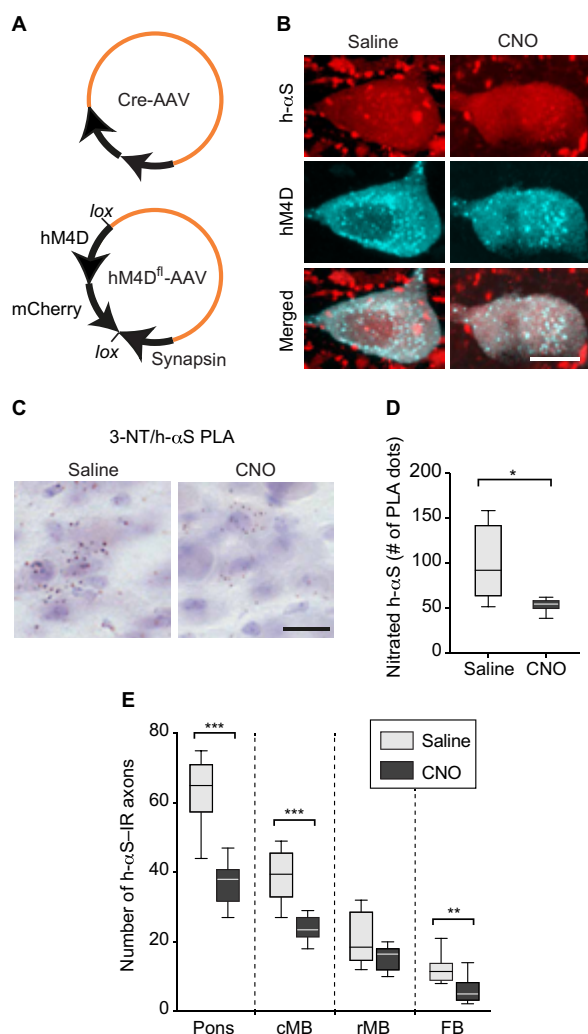 A
Cre-AAV
lox
hM4D
hM4Dfl-AAV
mCherry
lox
Synapsin
B
Saline CNO
h-αS
hM4D
Merged
C
3-NT/h-αS PLA
Saline CNO
D
Nitrated h-αS (# of PLA dots)
200
150
100
50
0
*
Saline CNO
E
Number of h-αS–IR axons
80
60
40
20
0
***
***
**
Saline
CNO
Pons cMB rMB FB